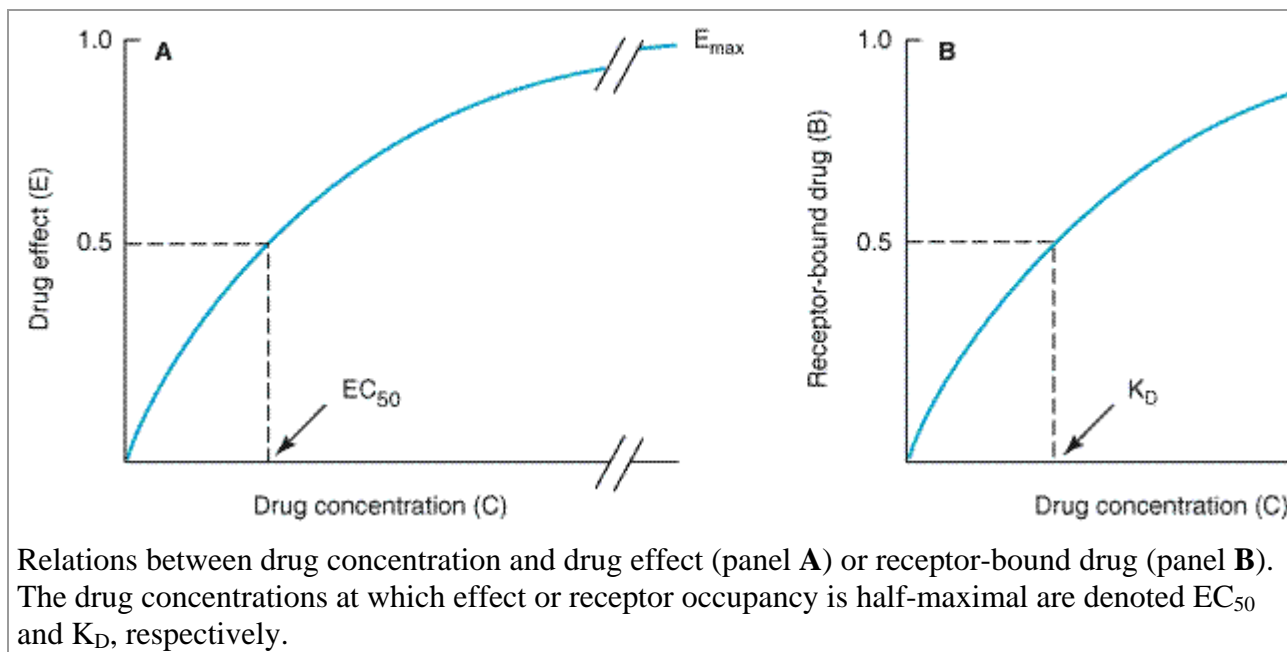 1.0
A
E_max
0.5
Drug effect (E)
EC_50
Drug concentration (C)
1.0
B
0.5
Receptor-bound drug (B)
K_D
Drug concentration (C)
Relations between drug concentration and drug effect (panel A) or receptor-bound drug (panel B).
The drug concentrations at which effect or receptor occupancy is half-maximal are denoted EC_50
and K_D, respectively.